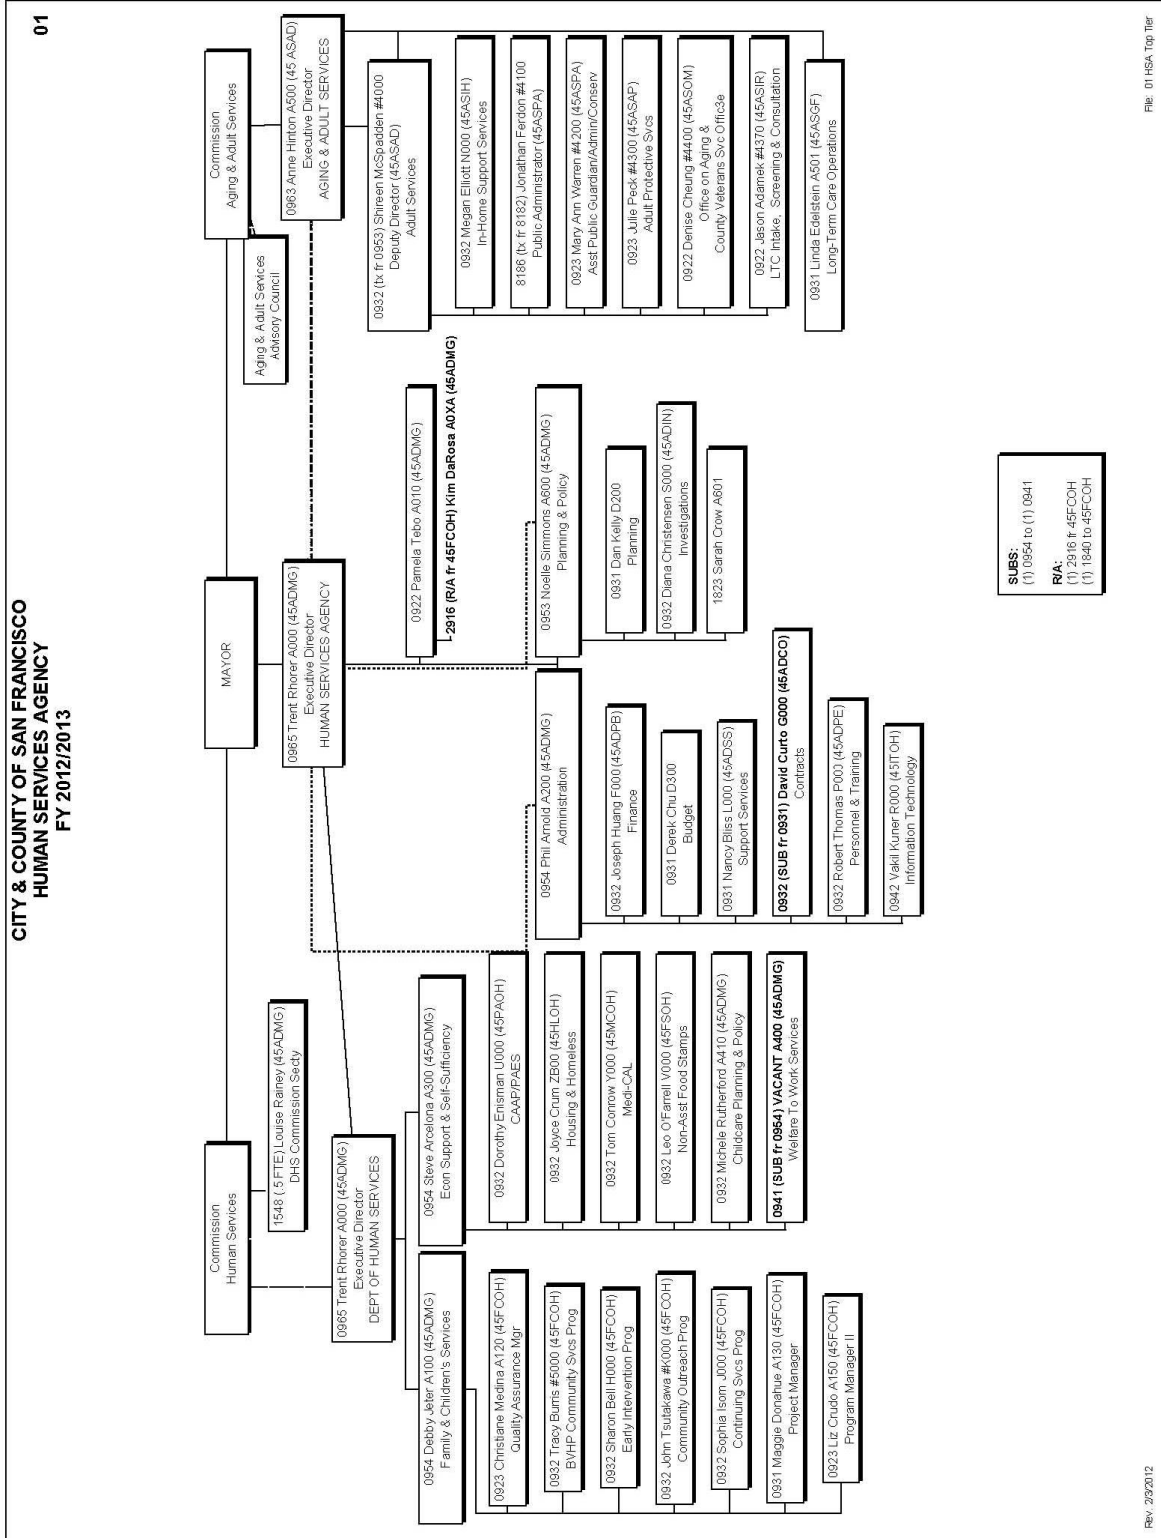 CITY & COUNTY OF SAN FRANCISCO
HUMAN SERVICES AGENCY
FY 2012/2013
01
Commission
Human Services
MAYOR
Commission
Aging & Adult Services
1548 (.5 FTE) Louise Rainey (45ADMG)
DHS Commission Secty
Aging & Adult Services
Advisory Council
0965 Trent Rhorer A000 (45ADMG)
Executive Director
DEPT OF HUMAN SERVICES
0965 Trent Rhorer A000 (45ADMG)
Executive Director
HUMAN SERVICES AGENCY
0963 Anne Hinton A500 (45 ASAD)
Executive Director
AGING & ADULT SERVICES
0954 Debby Jeter A100 (45ADMG)
Family & Children's Services
0923 Christiane Medina A120 (45FCOH)
Quality Assurance Mgr
0932 Tracy Burris #5000 (45FCOH)
BVHP Community Svcs Prog
0932 Sharon Bell H000 (45FCOH)
Early Intervention Prog
0932 John Tsutakawa #K000 (45FCOH)
Community Outreach Prog
0932 Sophia Isom J000 (45FCOH)
Continuing Svcs Prog
0931 Maggie Donahue A130 (45FCOH)
Project Manager
0923 Liz Crudo A150 (45FCOH)
Program Manager II
0954 Steve Arcelona A300 (45ADMG)
Econ Support & Self-Sufficiency
0932 Dorothy Enisman U000 (45PAOH)
CAAP/PAES
0932 Joyce Crum ZB00 (45HLOH)
Housing & Homeless
0932 Tom Conrow Y000 (45MCOH)
Medi-CAL
0932 Leo O'Farrell V000 (45FSOH)
Non-Asst Food Stamps
0932 Michele Rutherford A410 (45ADMG)
Childcare Planning & Policy
0941 (SUB fr 0954) VACANT A400 (45ADMG)
Welfare To Work Services
0922 Pamela Tebo A010 (45ADMG)
2916 (R/A fr 45FCOH) Kim DaRosa A0XA (45ADMG)
0954 Phil Arnold A200 (45ADMG)
Administration
0932 Joseph Huang F000 (45ADPB)
Finance
0931 Derek Chu D300
Budget
0931 Nancy Bliss L000 (45ADSS)
Support Services
0932 (SUB fr 0931) David Curto G000 (45ADCO)
Contracts
0932 Robert Thomas P000 (45ADPE)
Personnel & Training
0942 Vakil Kuner R000 (45ITOH)
Information Technology
0953 Noelle Simmons A600 (45ADMG)
Planning & Policy
0931 Dan Kelly D200
Planning
0932 Diana Christensen S000 (45ADIN)
Investigations
1823 Sarah Crow A601
0932 (tx fr 0953) Shireen McSpadden #4000
Deputy Director (45ASAD)
Adult Services
0932 Megan Elliott N000 (45ASIH)
In-Home Support Services
8186 (tx fr 8182) Jonathan Ferdon #4100
Public Administrator (45ASPA)
0923 Mary Ann Warren #4200 (45ASPA)
Asst Public Guardian/Admin/Conserv
0923 Julie Peck #4300 (45ASAP)
Adult Protective Svcs
0922 Denise Cheung #4400 (45ASOM)
Office on Aging &
County Veterans Svc Offic3e
0922 Jason Adamek #4370 (45ASIR)
LTC Intake, Screening & Consultation
0931 Linda Edelstein A501 (45ASGF)
Long-Term Care Operations
SUBS:
(1) 0954 to (1) 0941
R/A:
(1) 2916 fr 45FCOH
(1) 1840 to 45FCOH
Rev. 2/3/2012
File: 01 HSA Top Tier